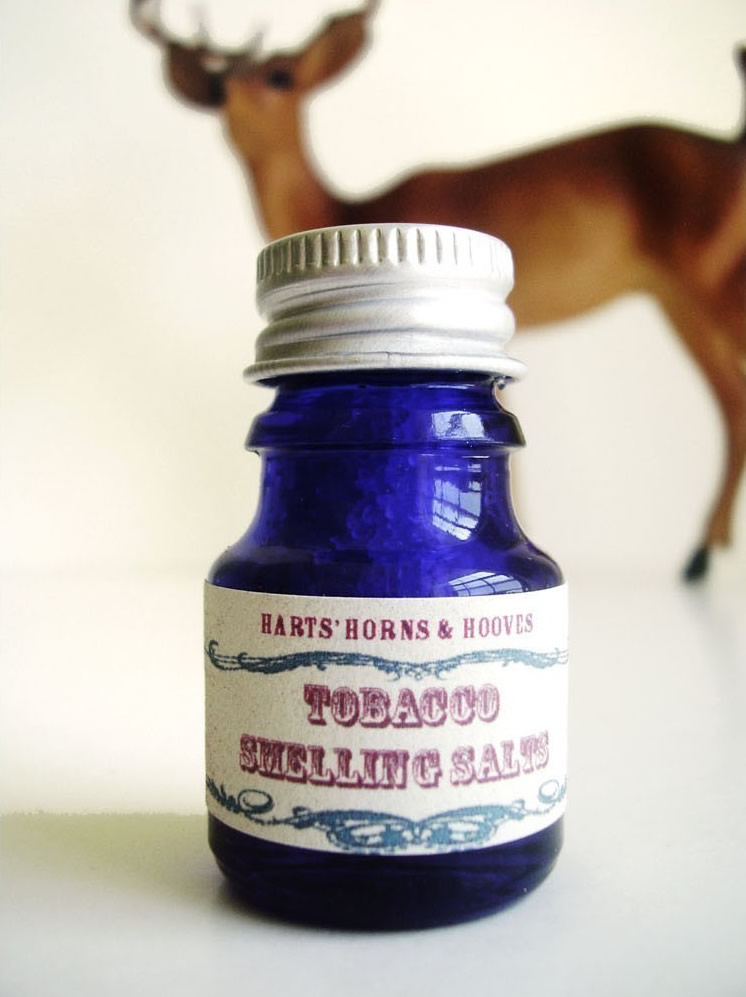 HARTS' HORNS & HOOVES
TOBACCO
SMELLING SALTS